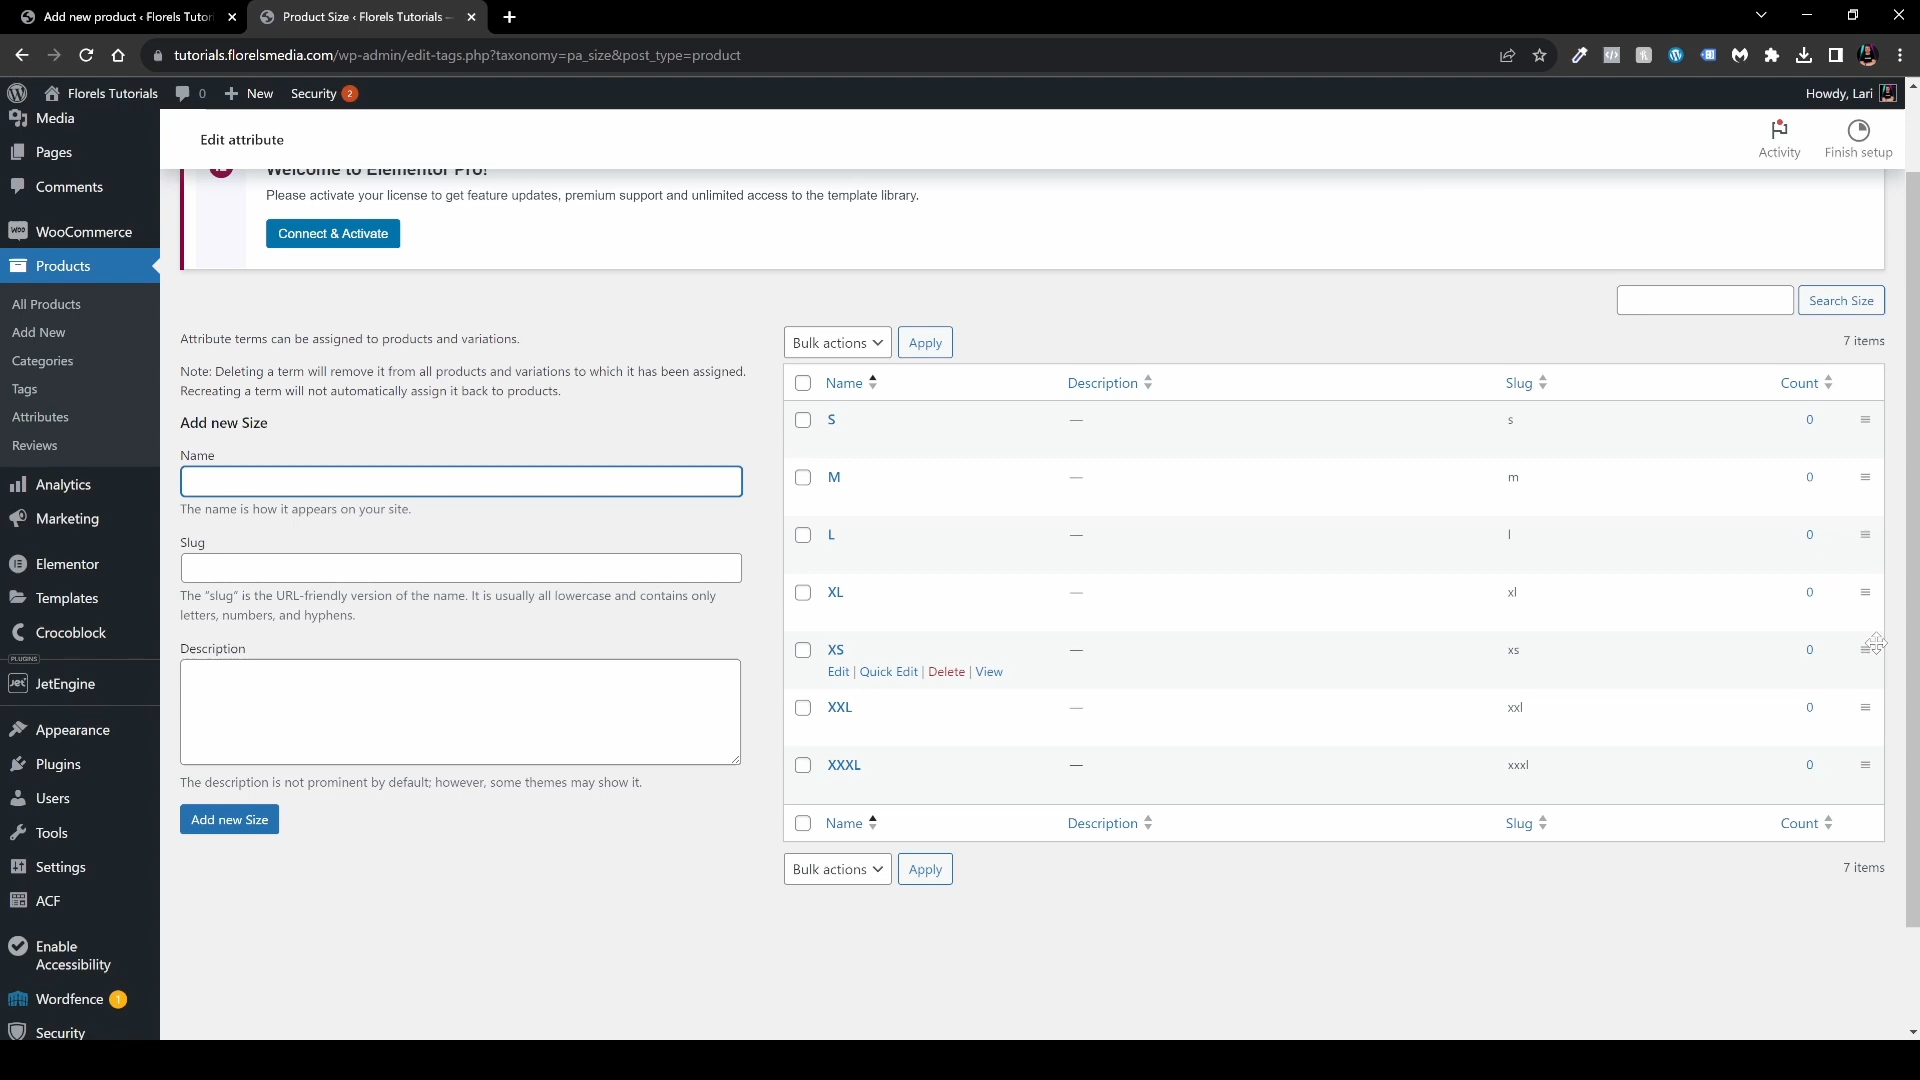 Add new product ‹ Florels Tutor
Product Size ‹ Florels Tutorials –
tutorials.florelsmedia.com/wp-admin/edit-tags.php?taxonomy=pa_size&post_type=product
Florels Tutorials
0
New
Security 2
Howdy, Lari
Media
Pages
Comments
WooCommerce
Products
All Products
Add New
Categories
Tags
Attributes
Reviews
Analytics
Marketing
Elementor
Templates
Crocoblock
PLUGINS
JetEngine
Appearance
Plugins
Users
Tools
Settings
ACF
Enable
Accessibility
Wordfence 1
Security
Edit attribute
Activity
Finish setup
Welcome to Elementor Pro!
Please activate your license to get feature updates, premium support and unlimited access to the template library.
Connect & Activate
Search Size
Attribute terms can be assigned to products and variations.
Note: Deleting a term will remove it from all products and variations to which it has been assigned.
Recreating a term will not automatically assign it back to products.
Add new Size
Name
The name is how it appears on your site.
Slug
The "slug" is the URL-friendly version of the name. It is usually all lowercase and contains only
letters, numbers, and hyphens.
Description
The description is not prominent by default; however, some themes may show it.
Add new Size
Bulk actions Apply
7 items
Name Description Slug Count
S — s 0
M — m 0
L — l 0
XL — xl 0
XS — xs 0
Edit | Quick Edit | Delete | View
XXL — xxl 0
XXXL — xxxl 0
Name Description Slug Count
Bulk actions Apply
7 items